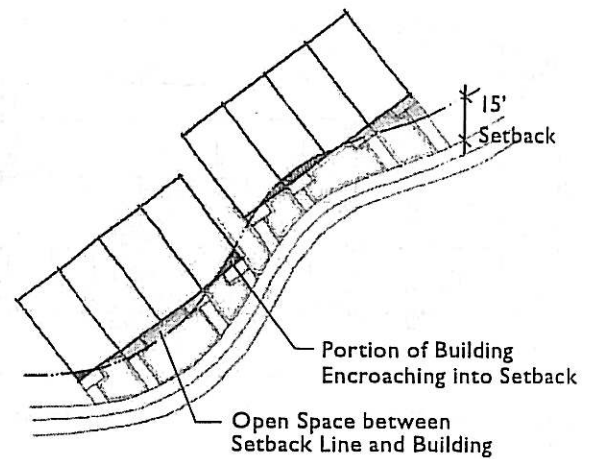 15'
Setback
Portion of Building
Encroaching into Setback
Open Space between
Setback Line and Building